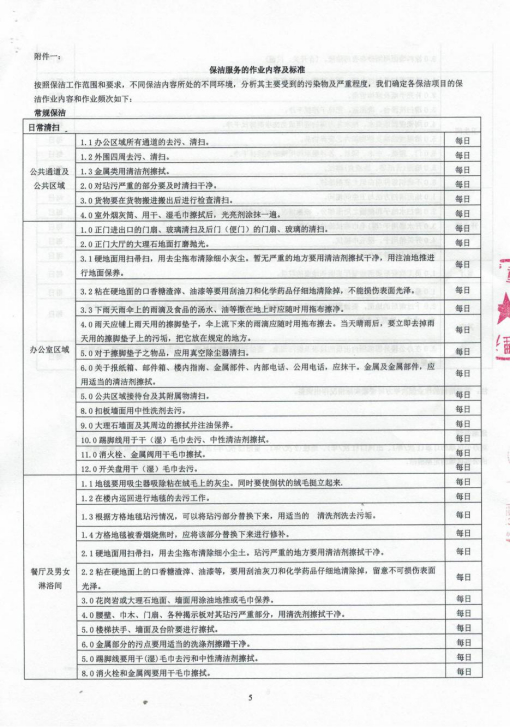 附件一：
保洁服务的作业内容及标准
按照保洁工作范围和要求，不同保洁内容所处的不同环境，分析其主要受到的污染物及严重程度，我们确定各保洁项目的保
洁作业内容和作业频次如下：
常规保洁
日常清扫
公共通道及
公共区域
1.1 办公区域所有通道的去污、清扫。 每日
1.2 外围四周去污、清扫。 每日
1.3 金属类用清洁剂擦拭。 每日
2.0 对玷污严重的部分要及时清扫干净。 每日
3.0 货物要在货物搬进搬出后进行检查清扫。 每日
4.0 室外烟灰筒、用干、湿毛巾擦拭后，光亮剂涂抹一遍。 每日
办公室区域
1.0 正门进出口的门扇、玻璃清扫及后门（便门）的门扇、玻璃的清扫。 每日
2.0 正门大厅的大理石地面打磨抛光。 每日
3.1 硬地面用扫帚扫，用去尘拖布清除细小灰尘，暂无严重的地方要用清洁剂擦拭干净，用注油地推进
行地面保养。 每日
3.2 粘在硬地面的口香糖渣滓、油漆等要用刮油刀和化学药品仔细地清除掉，不能损伤表面光泽。 每日
3.3 下雨天雨伞上的雨滴及食品的汤水、油等撒在地上时应随时用拖布擦净。 每日
4.0 雨天应铺上雨天用的擦脚垫子，伞上流下来的雨滴应随时用拖布擦去。当天晴雨后，要立即去掉雨
天用的擦脚垫子上的污垢，把它放在规定的地方。 每日
5.0 对于擦脚垫子之物品，应用真空除尘器清扫。 每日
6.0 关于报纸箱、邮件箱、楼内指南、金属部件、内部电话、公用电话，应抹干。金属及金属部件，应
用适当的清洁剂擦拭。 每日
5.0 公共区域接待台及其附属物清扫。 每日
8.0 扣板墙面用中性洗剂去污。 每日
9.0 大理石墙面及其周边的擦拭并注油保养。 每日
10.0 踢脚线用于干（湿）毛巾去污、中性清洁剂擦拭。 每日
11.0 消火栓、金属阀用干毛巾擦拭。 每日
12.0 开关盘用干（湿）毛巾去污。 每日
餐厅及男女
淋浴间
1.1 地毯要用吸尘器吸除粘在绒毛上的灰尘。同时要使倒状的绒毛挺立起来. 每日
1.2 在楼内巡回进行地毯的去污工作。 每日
1.3 根据方格地毯玷污情况，可以将玷污部分替换下来，用适当的 清洗剂洗去污垢。 每日
1.4 方格地毯被香烟烧焦时，应将该部分替换下来进行修补。 每日
2.1 硬地面用扫帚扫，用去尘拖布清除细小尘土。玷污严重的地方要用清洁剂擦拭干净。 每日
2.2 粘在硬地面上的口香糖渣滓、油漆等，要用刮油灰刀和化学药品仔细地清除掉，留意不可损伤表面
光泽。 每日
3.0 花岗岩或大理石地面、墙面用涂油地推或毛巾保养。 每日
4.0 腰壁、巾木、门扇、各种揭示板对其玷污严重部分，用清洗剂擦拭干净。 每日
5.0 楼梯扶手、墙面及台阶要进行擦拭。 每日
6.0 金属部分的污点要用适当的洗涤剂擦蹭干净。 每日
5.0 踢脚线要用干(湿)毛巾去污和中性清洁剂擦拭。 每日
8.0 消火栓和金属阀要用干毛巾擦拭。 每日
5